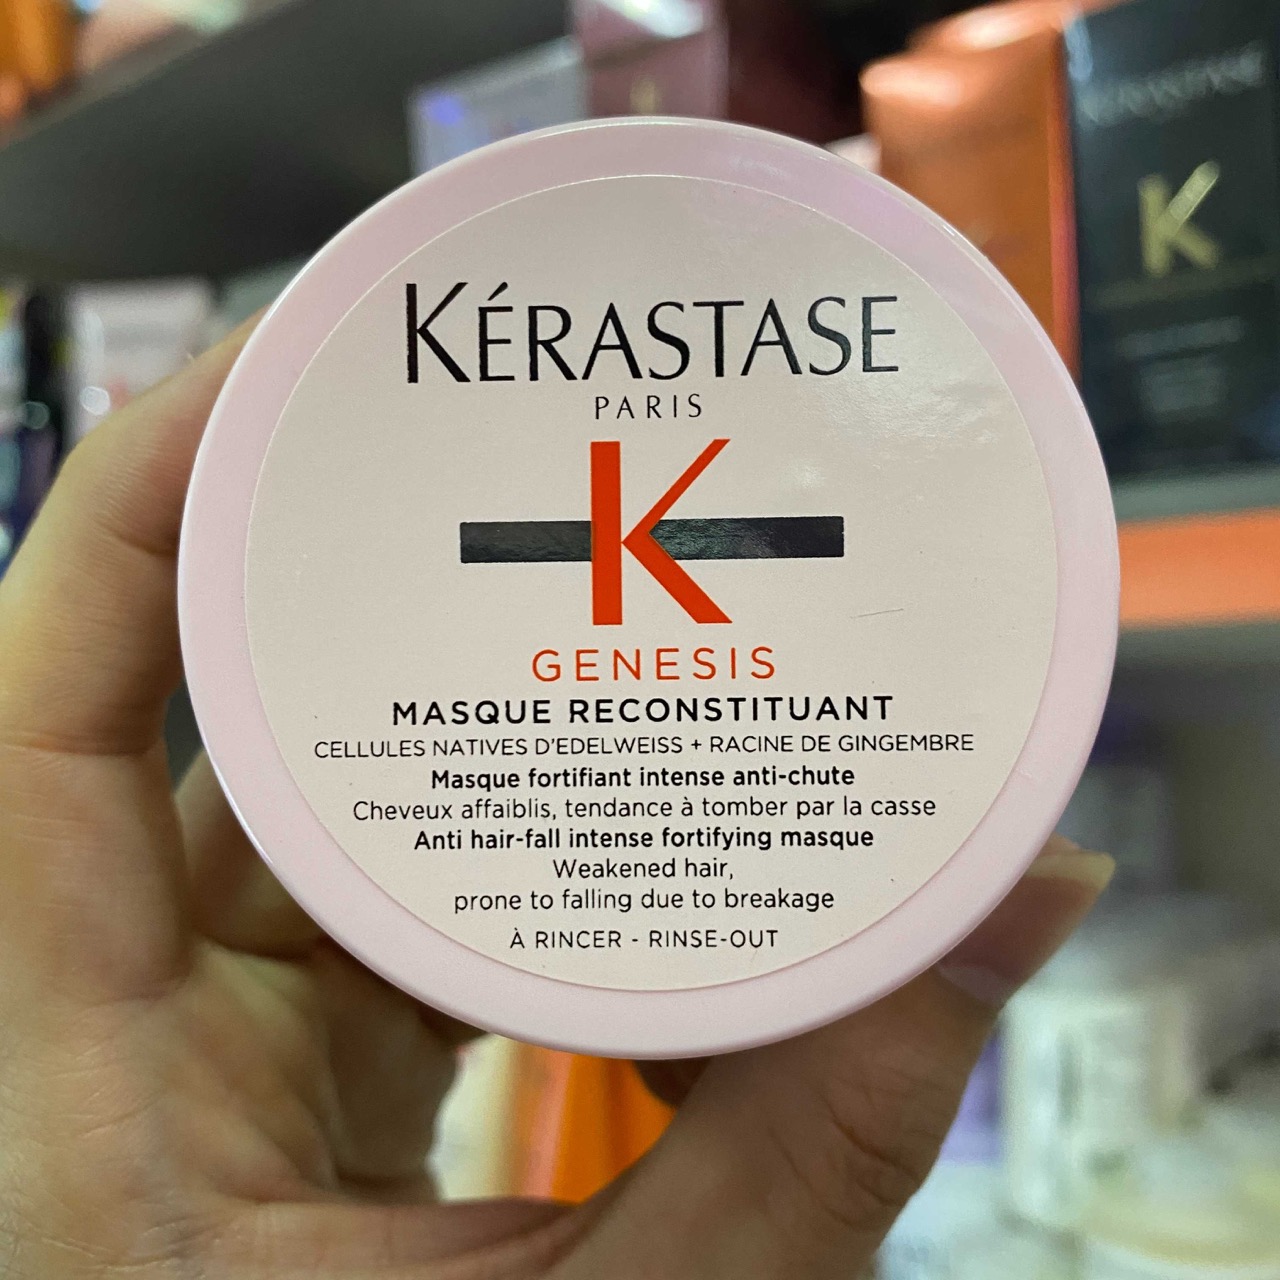 KÉRASTASE
PARIS
K
GENESIS
MASQUE RECONSTITUANT
CELLULES NATIVES D'EDELWEISS + RACINE DE GINGEMBRE
Masque fortifiant intense anti-chute
Cheveux affaiblis, tendance à tomber par la casse
Anti hair-fall intense fortifying masque
Weakened hair,
prone to falling due to breakage
À RINCER - RINSE-OUT
KÉRASTASE
K